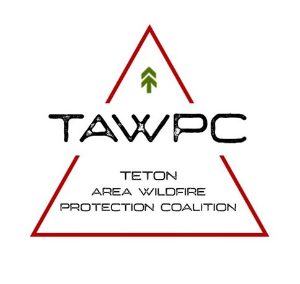 TAWPC
TETON
AREA WILDFIRE
PROTECTION COALITION